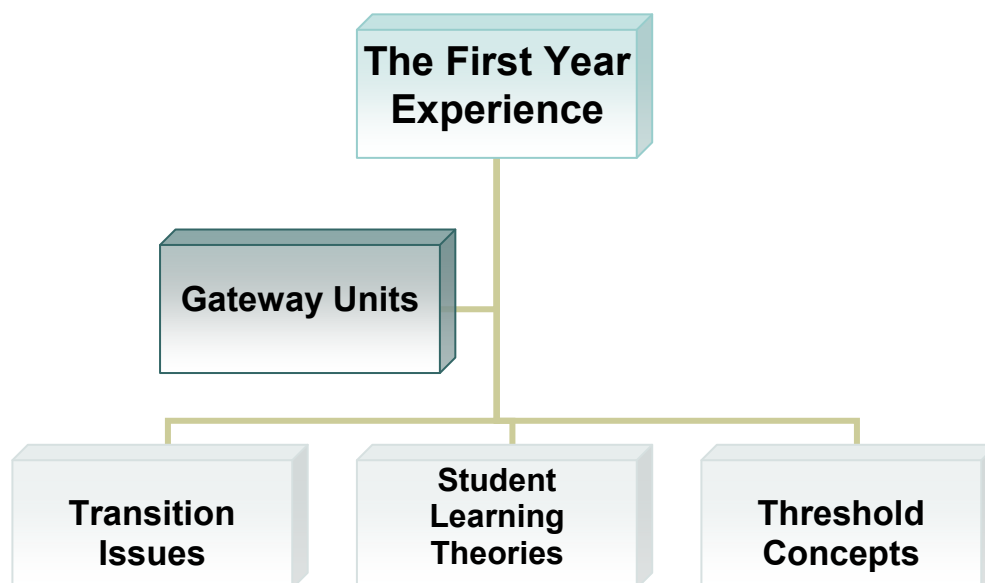 The First Year
Experience
Gateway Units
Transition
Issues
Student
Learning
Theories
Threshold
Concepts